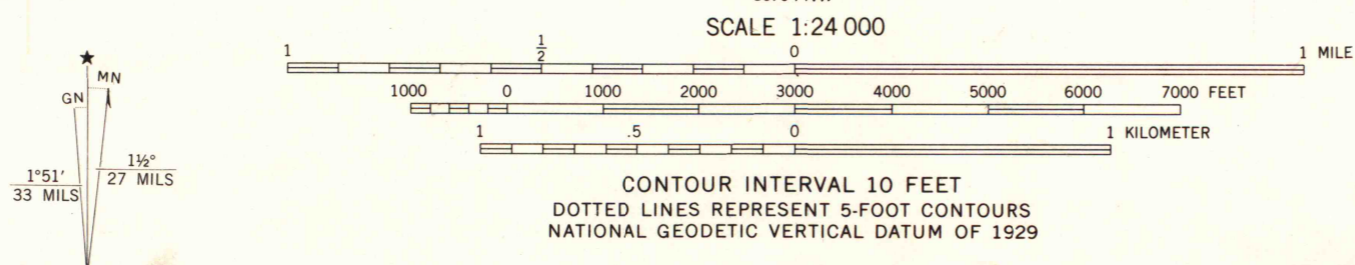 SCALE 1:24 000
1 ½ 0 1 MILE
1000 0 1000 2000 3000 4000 5000 6000 7000 FEET
1 .5 0 1 KILOMETER
CONTOUR INTERVAL 10 FEET
DOTTED LINES REPRESENT 5-FOOT CONTOURS
NATIONAL GEODETIC VERTICAL DATUM OF 1929
★
MN
GN
1½°
27 MILS
1°51′
33 MILS